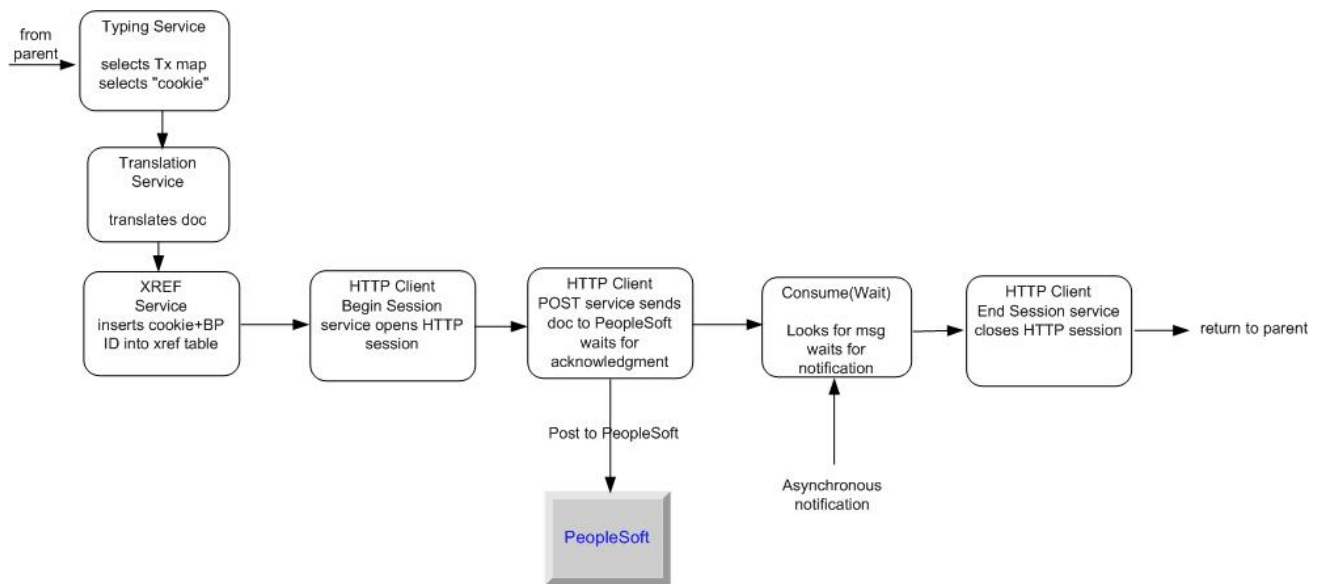 from
parent
Typing Service
selects Tx map
selects "cookie"
Translation
Service
translates doc
XREF
Service
inserts cookie+BP
ID into xref table
HTTP Client
Begin Session
service opens HTTP
session
HTTP Client
POST service sends
doc to PeopleSoft
waits for
acknowledgment
Consume(Wait)
Looks for msg
waits for
notification
HTTP Client
End Session service
closes HTTP session
return to parent
Post to PeopleSoft
Asynchronous
notification
PeopleSoft